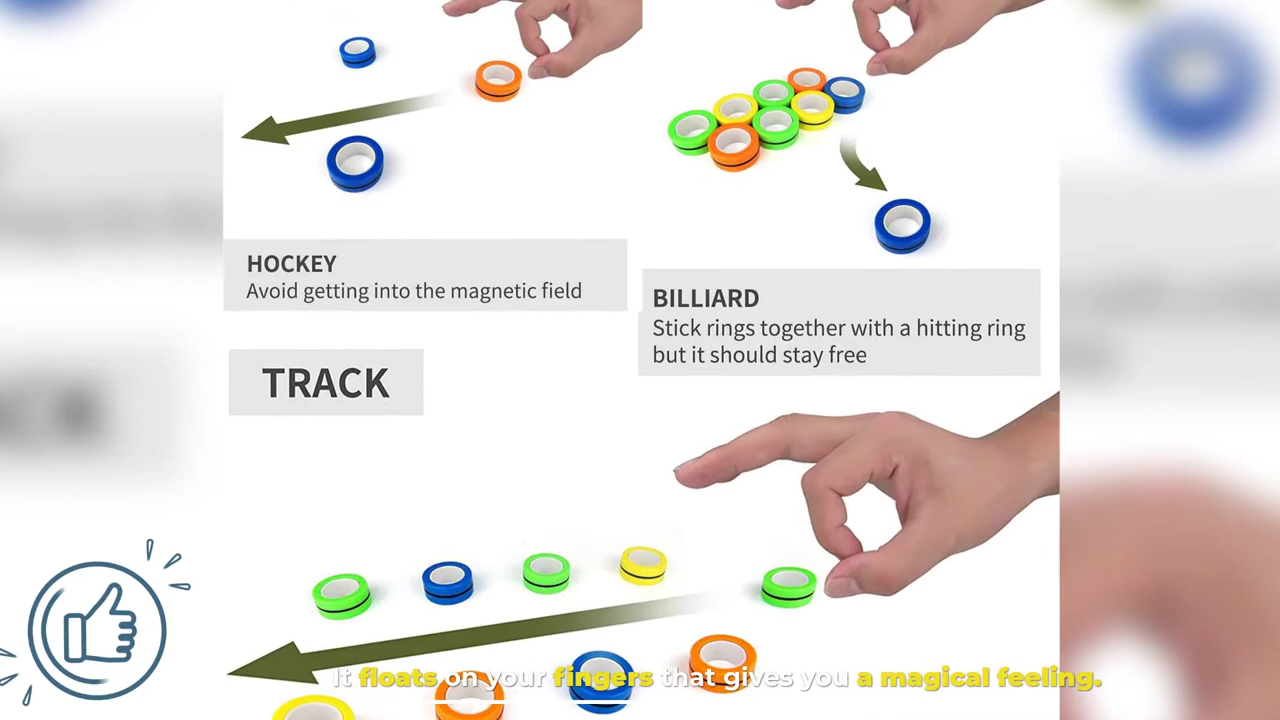 HOCKEY
Avoid getting into the magnetic field
BILLIARD
Stick rings together with a hitting ring
but it should stay free
TRACK
It floats on your fingers that gives you a magical feeling.